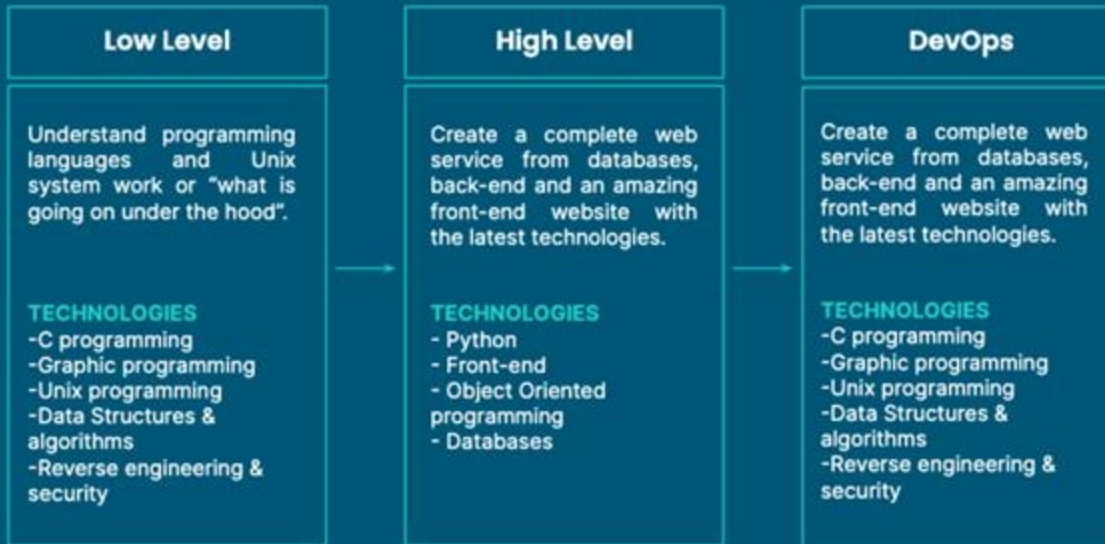 Low Level
Understand programming
languages and Unix
system work or “what is
going on under the hood”.
TECHNOLOGIES
-C programming
-Graphic programming
-Unix programming
-Data Structures &
algorithms
-Reverse engineering &
security
High Level
Create a complete web
service from databases,
back-end and an amazing
front-end website with
the latest technologies.
TECHNOLOGIES
- Python
- Front-end
- Object Oriented
programming
- Databases
DevOps
Create a complete web
service from databases,
back-end and an amazing
front-end website with
the latest technologies.
TECHNOLOGIES
-C programming
-Graphic programming
-Unix programming
-Data Structures &
algorithms
-Reverse engineering &
security